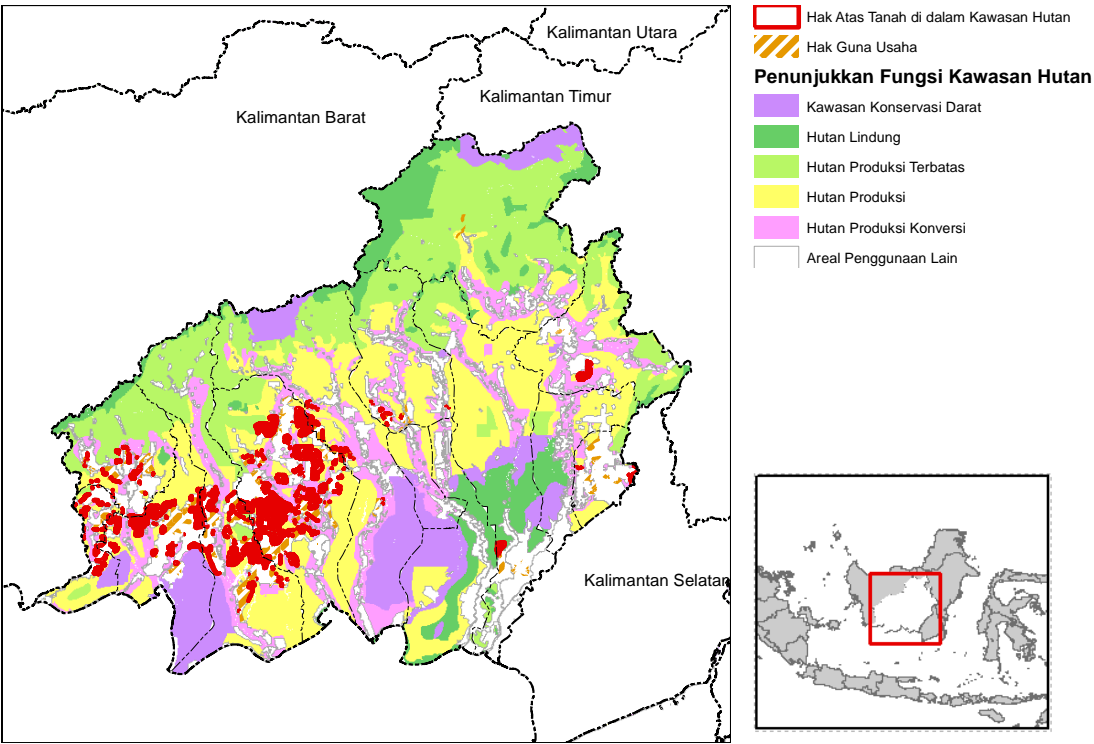 Kalimantan Utara
Kalimantan Timur
Kalimantan Barat
Kalimantan Selatan
Hak Atas Tanah di dalam Kawasan Hutan
Hak Guna Usaha
Penunjukkan Fungsi Kawasan Hutan
Kawasan Konservasi Darat
Hutan Lindung
Hutan Produksi Terbatas
Hutan Produksi
Hutan Produksi Konversi
Areal Penggunaan Lain